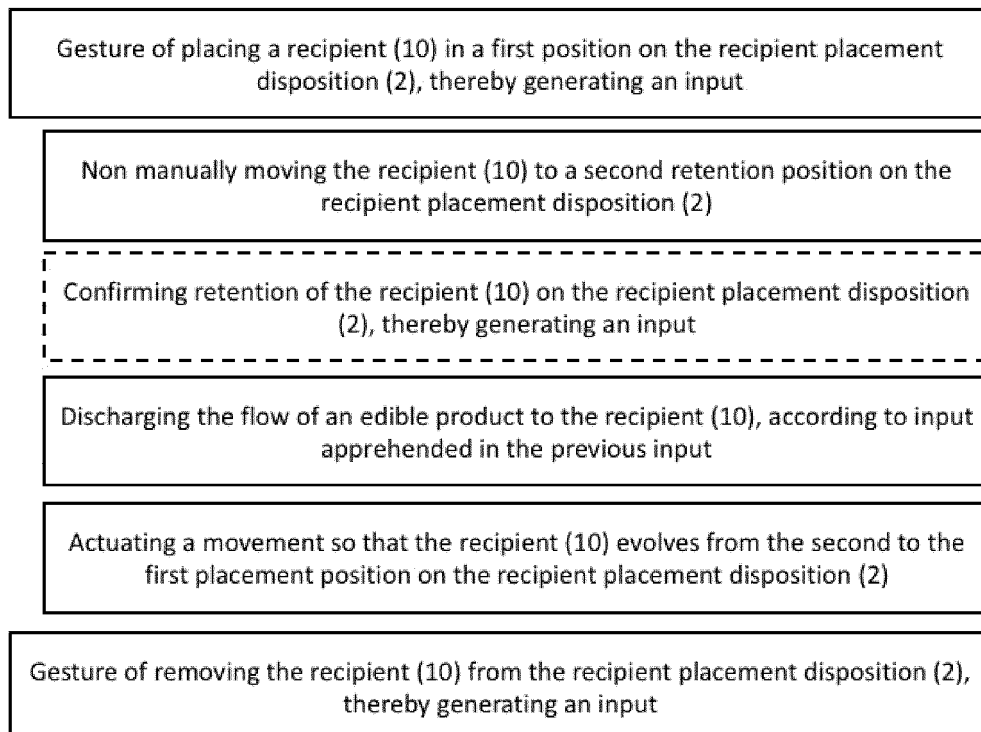 Gesture of placing a recipient (10) in a first position on the recipient placement
disposition (2), thereby generating an input
Non manually moving the recipient (10) to a second retention position on the
recipient placement disposition (2)
Confirming retention of the recipient (10) on the recipient placement disposition
(2), thereby generating an input
Discharging the flow of an edible product to the recipient (10), according to input
apprehended in the previous input
Actuating a movement so that the recipient (10) evolves from the second to the
first placement position on the recipient placement disposition (2)
Gesture of removing the recipient (10) from the recipient placement disposition (2),
thereby generating an input